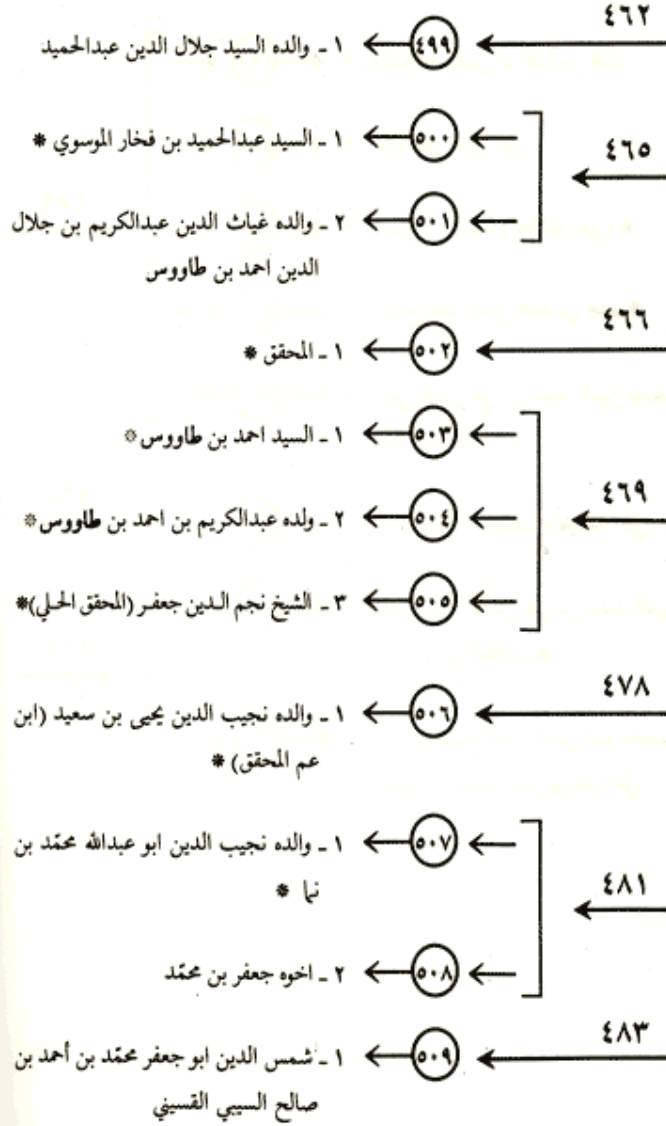 ٤٦٢
٤٩٩ ١ ـ والده السيد جلال الدين عبدالحميد
٤٦٥
٥٠٠ ١ ـ السيد عبدالحميد بن فخار الموسوي *
٥٠١ ٢ ـ والده غياث الدين عبدالكريم بن جلال
الدين احمد بن طاووس
٤٦٦
٥٠٢ ١ ـ المحقق *
٤٦٩
٥٠٣ ١ ـ السيد احمد بن طاووس *
٥٠٤ ٢ ـ ولده عبدالكريم بن احمد بن طاووس *
٥٠٥ ٣ ـ الشيخ نجم الـدين جعفـر (المحقق الحـلي) *
٤٧٨
٥٠٦ ١ ـ والده نجيب الدين يحيى بن سعيد (ابن
عم المحقق) *
٤٨١
٥٠٧ ١ ـ والده نجيب الدين ابو عبدالله محمّد بن
نما *
٥٠٨ ٢ ـ اخوه جعفر بن محمّد
٤٨٣
٥٠٩ ١ ـ شمس الدين ابو جعفر محمّد بن أحمد بن
صالح السيبي القسيني